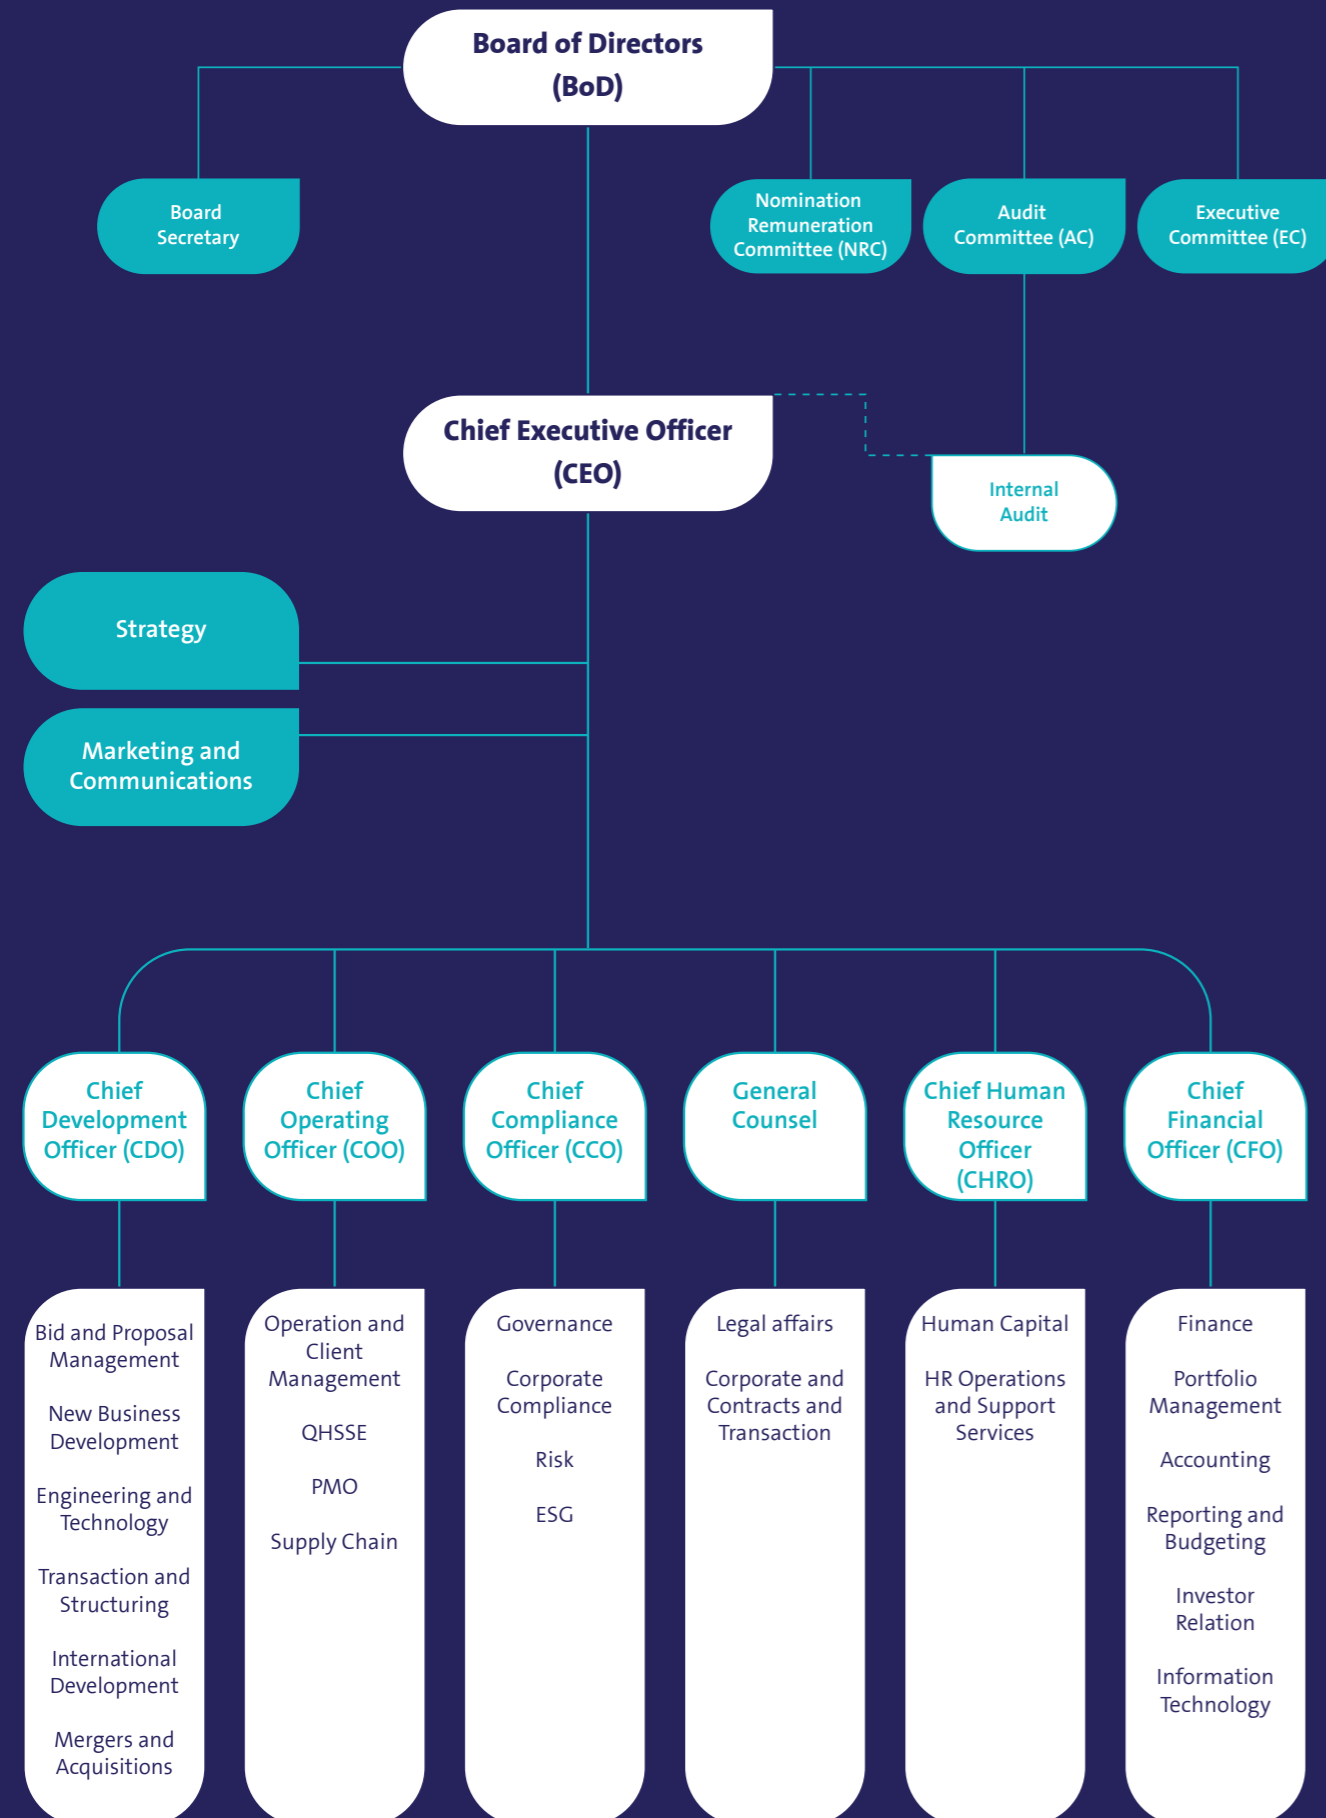 Board of Directors
(BoD)
Board
Secretary
Nomination
Remuneration
Committee (NRC)
Audit
Committee (AC)
Executive
Committee (EC)
Chief Executive Officer
(CEO)
Internal
Audit
Strategy
Marketing and
Communications
Chief
Development
Officer (CDO)
Chief
Operating
Officer (COO)
Chief
Compliance
Officer (CCO)
General
Counsel
Chief Human
Resource
Officer
(CHRO)
Chief
Financial
Officer (CFO)
Bid and Proposal
Management
New Business
Development
Engineering and
Technology
Transaction and
Structuring
International
Development
Mergers and
Acquisitions
Operation and
Client
Management
QHSSE
PMO
Supply Chain
Governance
Corporate
Compliance
Risk
ESG
Legal affairs
Corporate and
Contracts and
Transaction
Human Capital
HR Operations
and Support
Services
Finance
Portfolio
Management
Accounting
Reporting and
Budgeting
Investor
Relation
Information
Technology